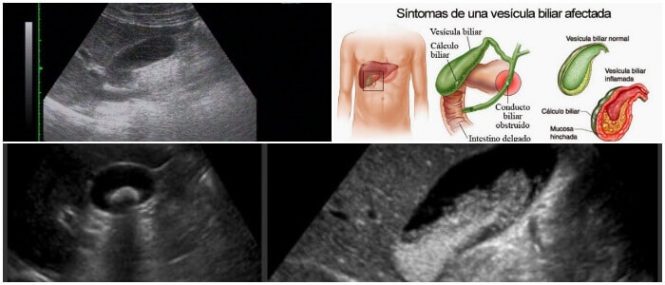 Síntomas de una vesícula biliar afectada
Vesícula biliar
Cálculo
biliar
Conducto
biliar
obstruído
Intestino delgado
Vesícula biliar normal
Vesícula biliar
inflamada
Cálculo biliar
Mucosa
hinchada